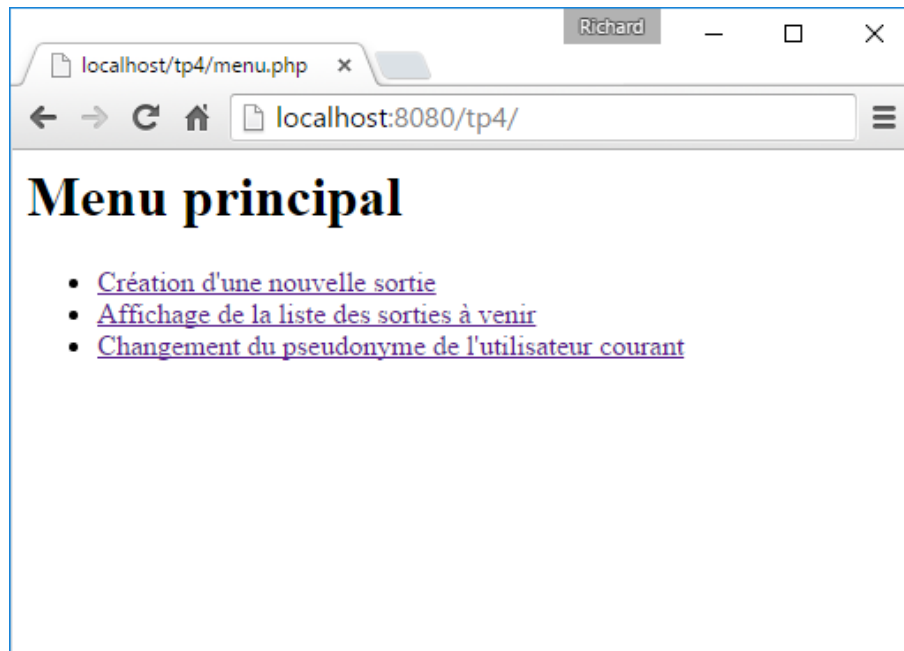 Richard
localhost/tp4/menu.php
localhost:8080/tp4/
Menu principal
Création d'une nouvelle sortie
Affichage de la liste des sorties à venir
Changement du pseudonyme de l'utilisateur courant